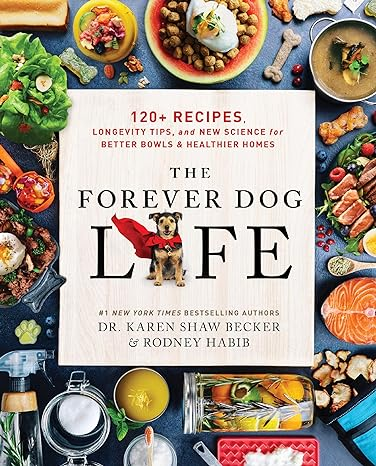 120+ RECIPES,
LONGEVITY TIPS, and NEW SCIENCE for
BETTER BOWLS & HEALTHIER HOMES
THE
FOREVER DOG
LIFE
#1 NEW YORK TIMES BESTSELLING AUTHORS
DR. KAREN SHAW BECKER
& RODNEY HABIB